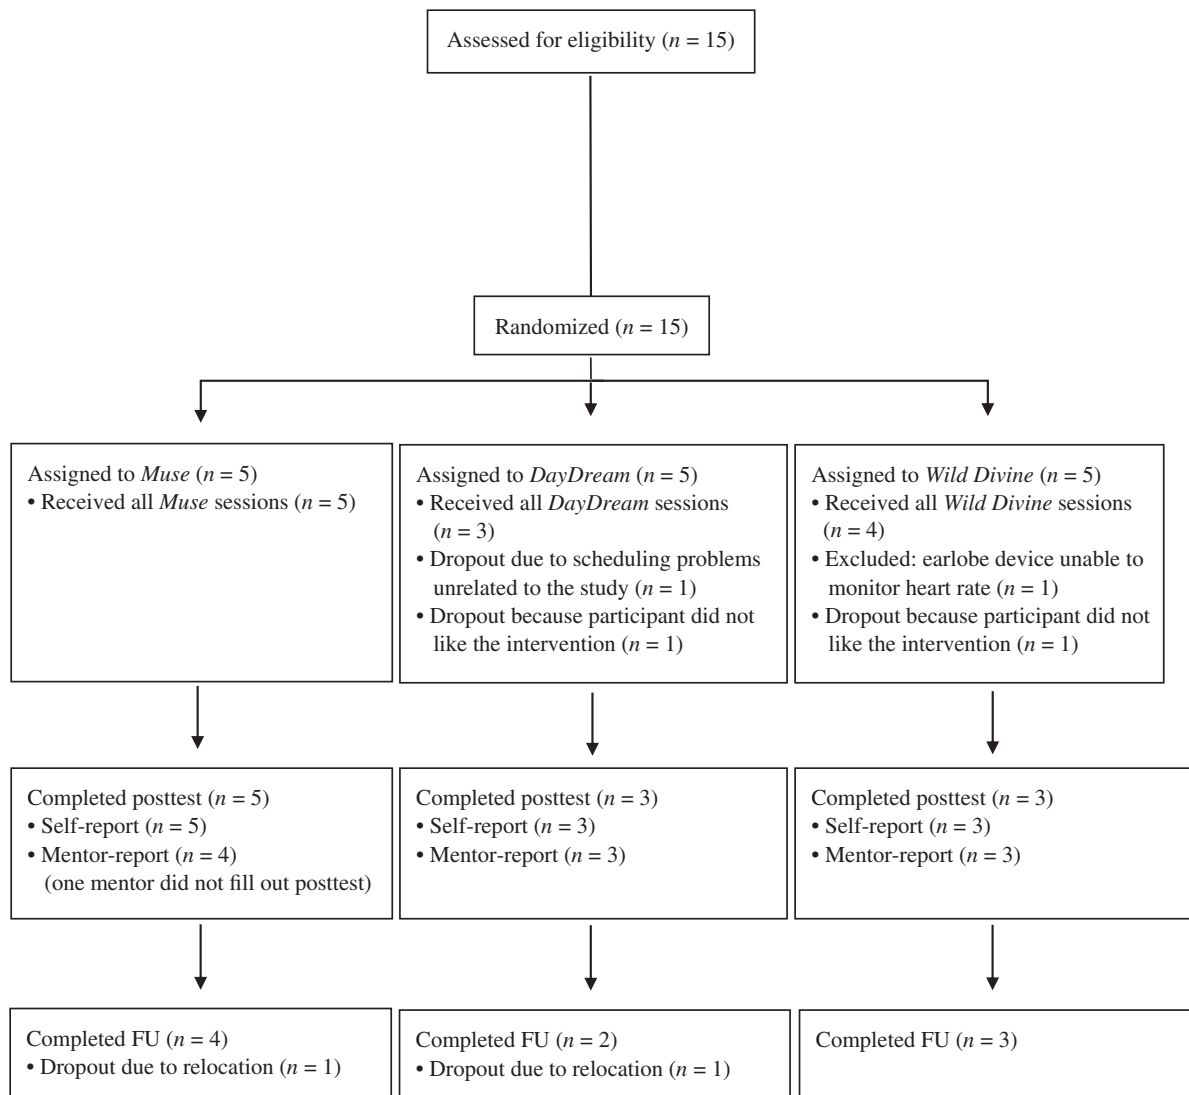 Assessed for eligibility (n = 15)
Randomized (n = 15)
Assigned to Muse (n = 5)
• Received all Muse sessions (n = 5)
Assigned to DayDream (n = 5)
• Received all DayDream sessions
(n = 3)
• Dropout due to scheduling problems
unrelated to the study (n = 1)
• Dropout because participant did not
like the intervention (n = 1)
Assigned to Wild Divine (n = 5)
• Received all Wild Divine sessions
(n = 4)
• Excluded: earlobe device unable to
monitor heart rate (n = 1)
• Dropout because participant did not
like the intervention (n = 1)
Completed posttest (n = 5)
• Self-report (n = 5)
• Mentor-report (n = 4)
(one mentor did not fill out posttest)
Completed posttest (n = 3)
• Self-report (n = 3)
• Mentor-report (n = 3)
Completed posttest (n = 3)
• Self-report (n = 3)
• Mentor-report (n = 3)
Completed FU (n = 4)
• Dropout due to relocation (n = 1)
Completed FU (n = 2)
• Dropout due to relocation (n = 1)
Completed FU (n = 3)